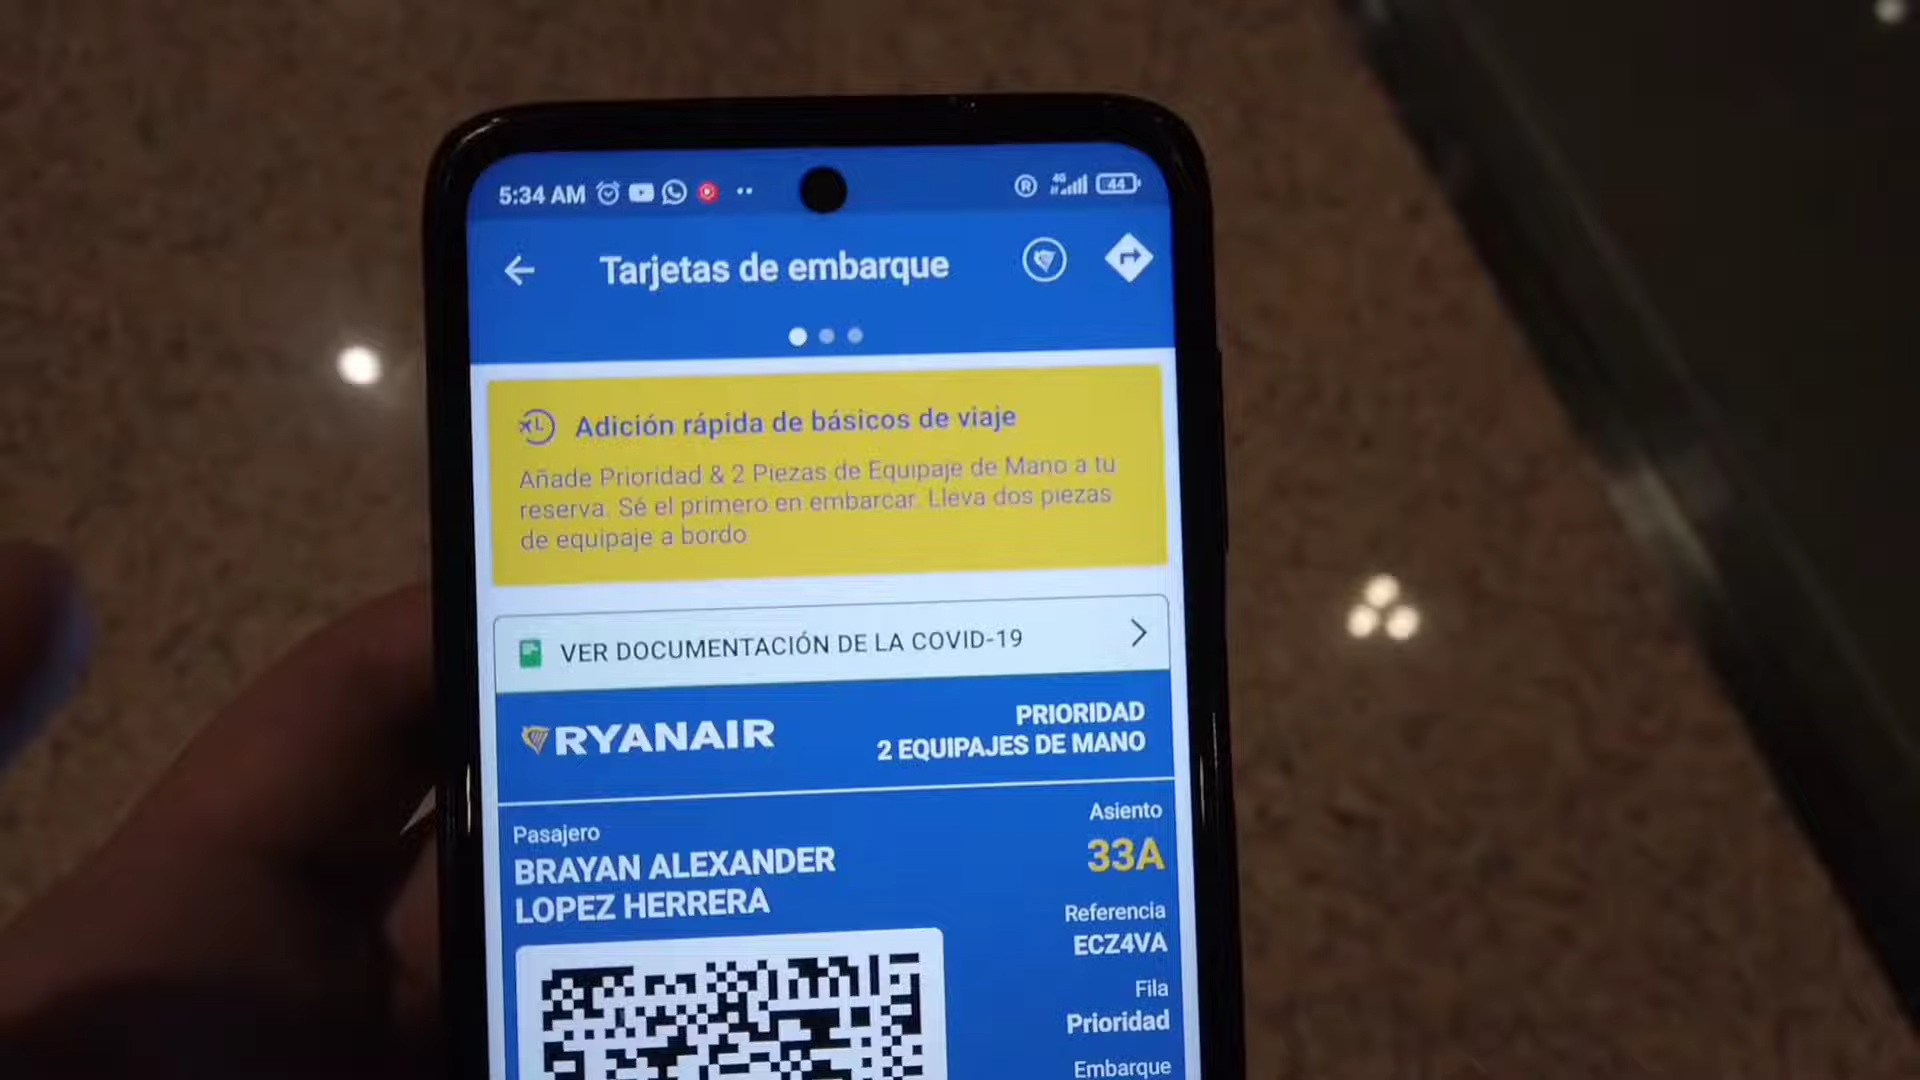 5:34 AM
4G
44
Tarjetas de embarque
Adición rápida de básicos de viaje
Añade Prioridad & 2 Piezas de Equipaje de Mano a tu
reserva. Sé el primero en embarcar. Lleva dos piezas
de equipaje a bordo
VER DOCUMENTACIÓN DE LA COVID-19
RYANAIR
PRIORIDAD
2 EQUIPAJES DE MANO
Pasajero
BRAYAN ALEXANDER
LOPEZ HERRERA
Asiento
33A
Referencia
ECZ4VA
Fila
Prioridad
Embarque